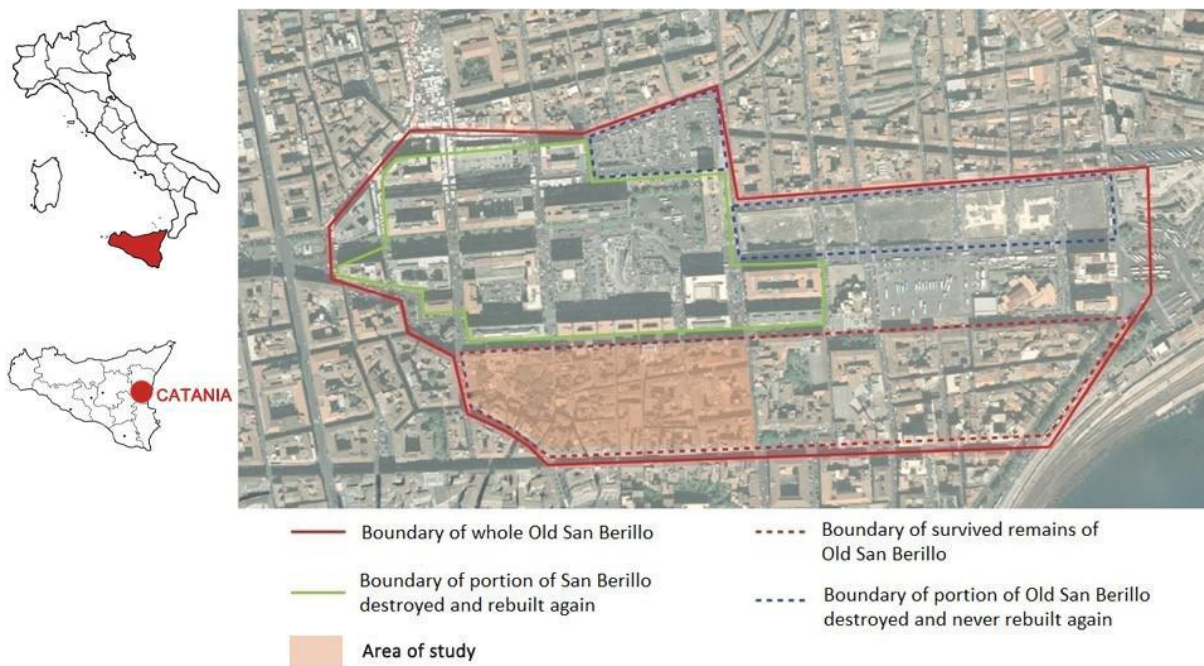 CATANIA
Boundary of whole Old San Berillo
Boundary of portion of San Berillo
destroyed and rebuilt again
Area of study
Boundary of survived remains of
Old San Berillo
Boundary of portion of Old San Berillo
destroyed and never rebuilt again